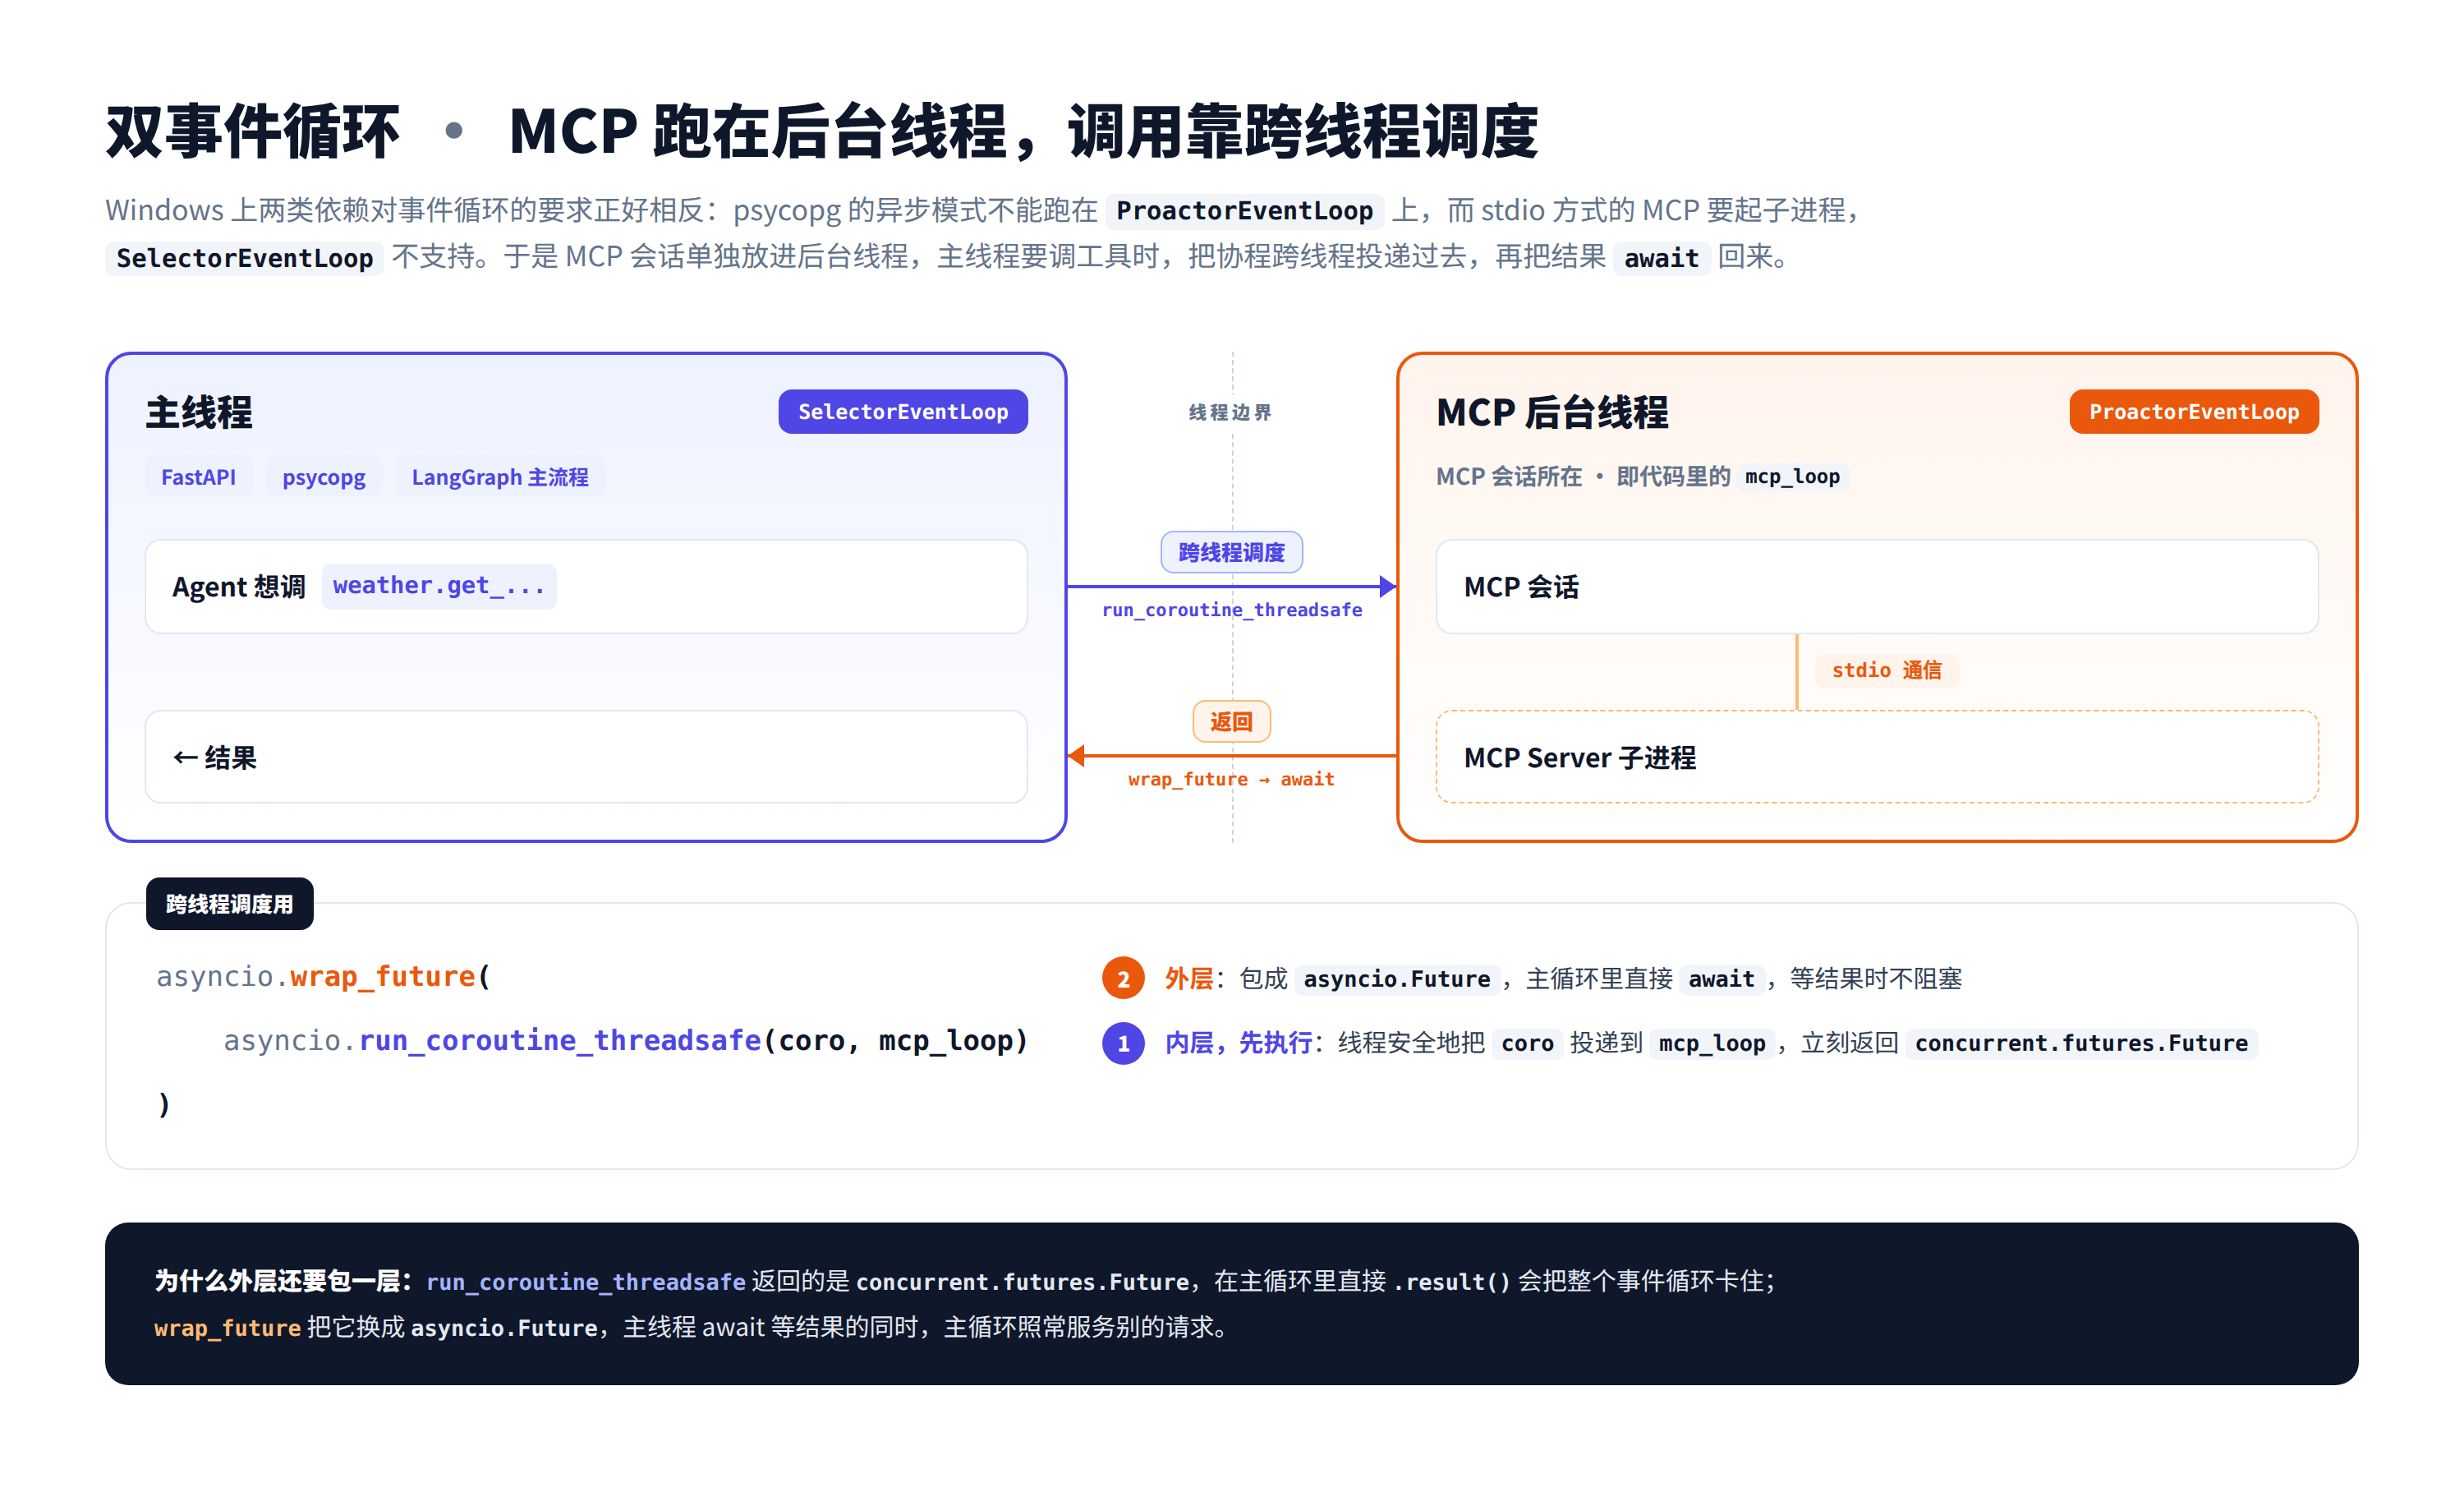 双事件循环 • MCP 跑在后台线程，调用靠跨线程调度
Windows 上两类依赖对事件循环的要求正好相反：psycopg 的异步模式不能跑在 ProactorEventLoop 上，而 stdio 方式的 MCP 要起子进程，
SelectorEventLoop 不支持。于是 MCP 会话单独放进后台线程，主线程要调工具时，把协程跨线程投递过去，再把结果 await 回来。
主线程
SelectorEventLoop
FastAPI
psycopg
LangGraph 主流程
Agent 想调 weather.get_...
← 结果
线程边界
跨线程调度
run_coroutine_threadsafe
返回
wrap_future → await
MCP 后台线程
ProactorEventLoop
MCP 会话所在 • 即代码里的 mcp_loop
MCP 会话
stdio 通信
MCP Server 子进程
跨线程调度用
asyncio.wrap_future(
asyncio.run_coroutine_threadsafe(coro, mcp_loop)
)
2 外层：包成 asyncio.Future，主循环里直接 await，等结果时不阻塞
1 内层，先执行：线程安全地把 coro 投递到 mcp_loop，立刻返回 concurrent.futures.Future
为什么外层还要包一层：run_coroutine_threadsafe 返回的是 concurrent.futures.Future，在主循环里直接 .result() 会把整个事件循环卡住；
wrap_future 把它换成 asyncio.Future，主线程 await 等结果的同时，主循环照常服务别的请求。